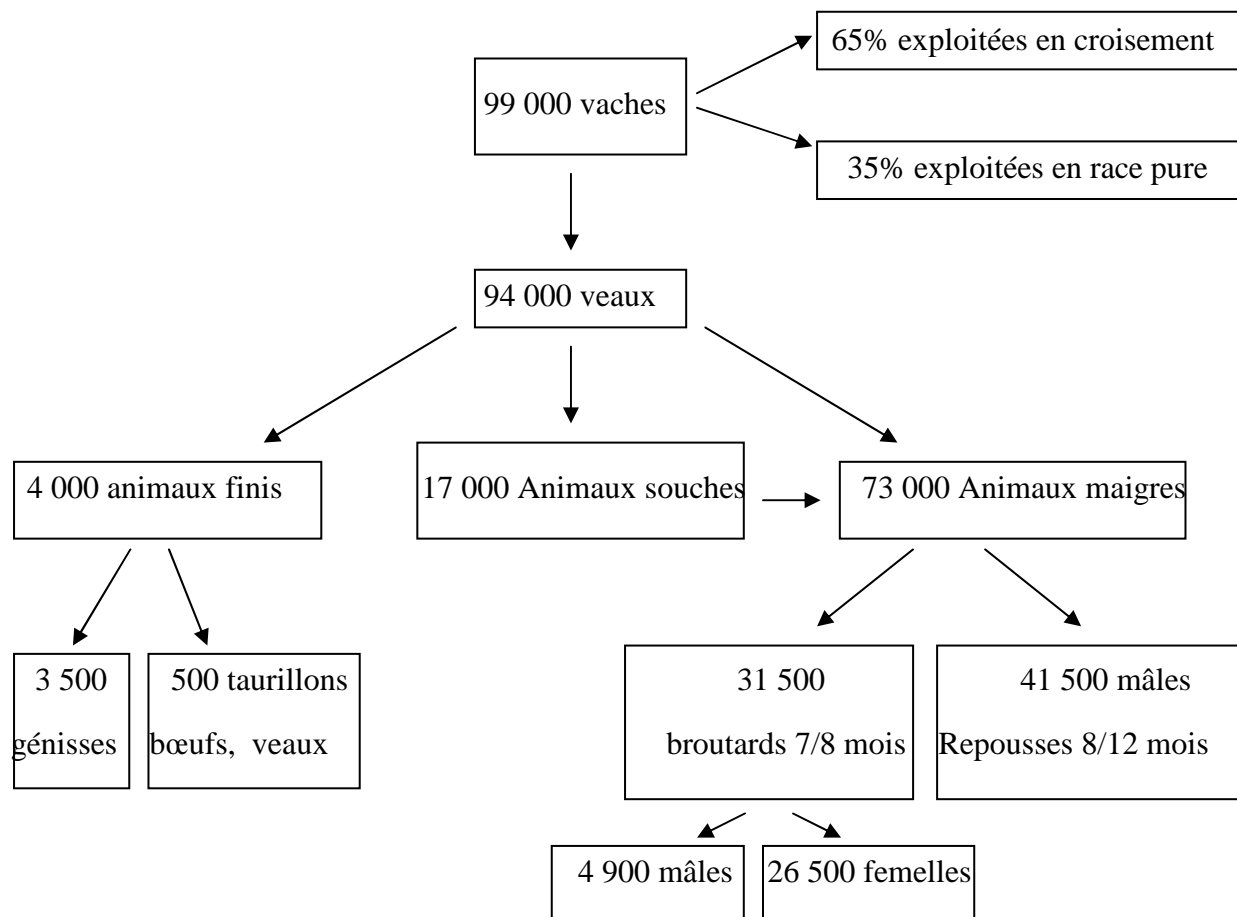 65% exploitées en croisement
99 000 vaches
35% exploitées en race pure
94 000 veaux
4 000 animaux finis
17 000 Animaux souches
73 000 Animaux maigres
3 500
génisses
500 taurillons
bœufs, veaux
31 500
broutards 7/8 mois
41 500 mâles
Repousses 8/12 mois
4 900 mâles
26 500 femelles